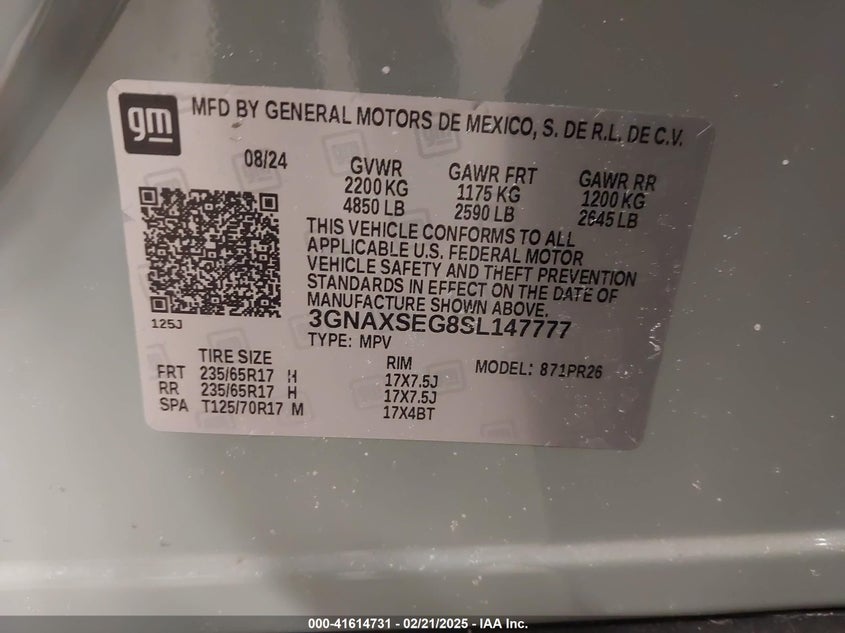 gm
MFD BY GENERAL MOTORS DE MEXICO, S. DE R.L. DE C.V.
08/24
GVWR GAWR FRT GAWR RR
2200 KG 1175 KG 1200 KG
4850 LB 2590 LB 2645 LB
THIS VEHICLE CONFORMS TO ALL
APPLICABLE U.S. FEDERAL MOTOR
VEHICLE SAFETY AND THEFT PREVENTION
STANDARDS IN EFFECT ON THE DATE OF
MANUFACTURE SHOWN ABOVE.
125J
3GNAXSEG8SL147777
TYPE: MPV
TIRE SIZE RIM MODEL: 871PR26
FRT 235/65R17 H 17X7.5J
RR 235/65R17 H 17X7.5J
SPA T125/70R17 M 17X4BT
000-41614731 - 02/21/2025 - IAA Inc.